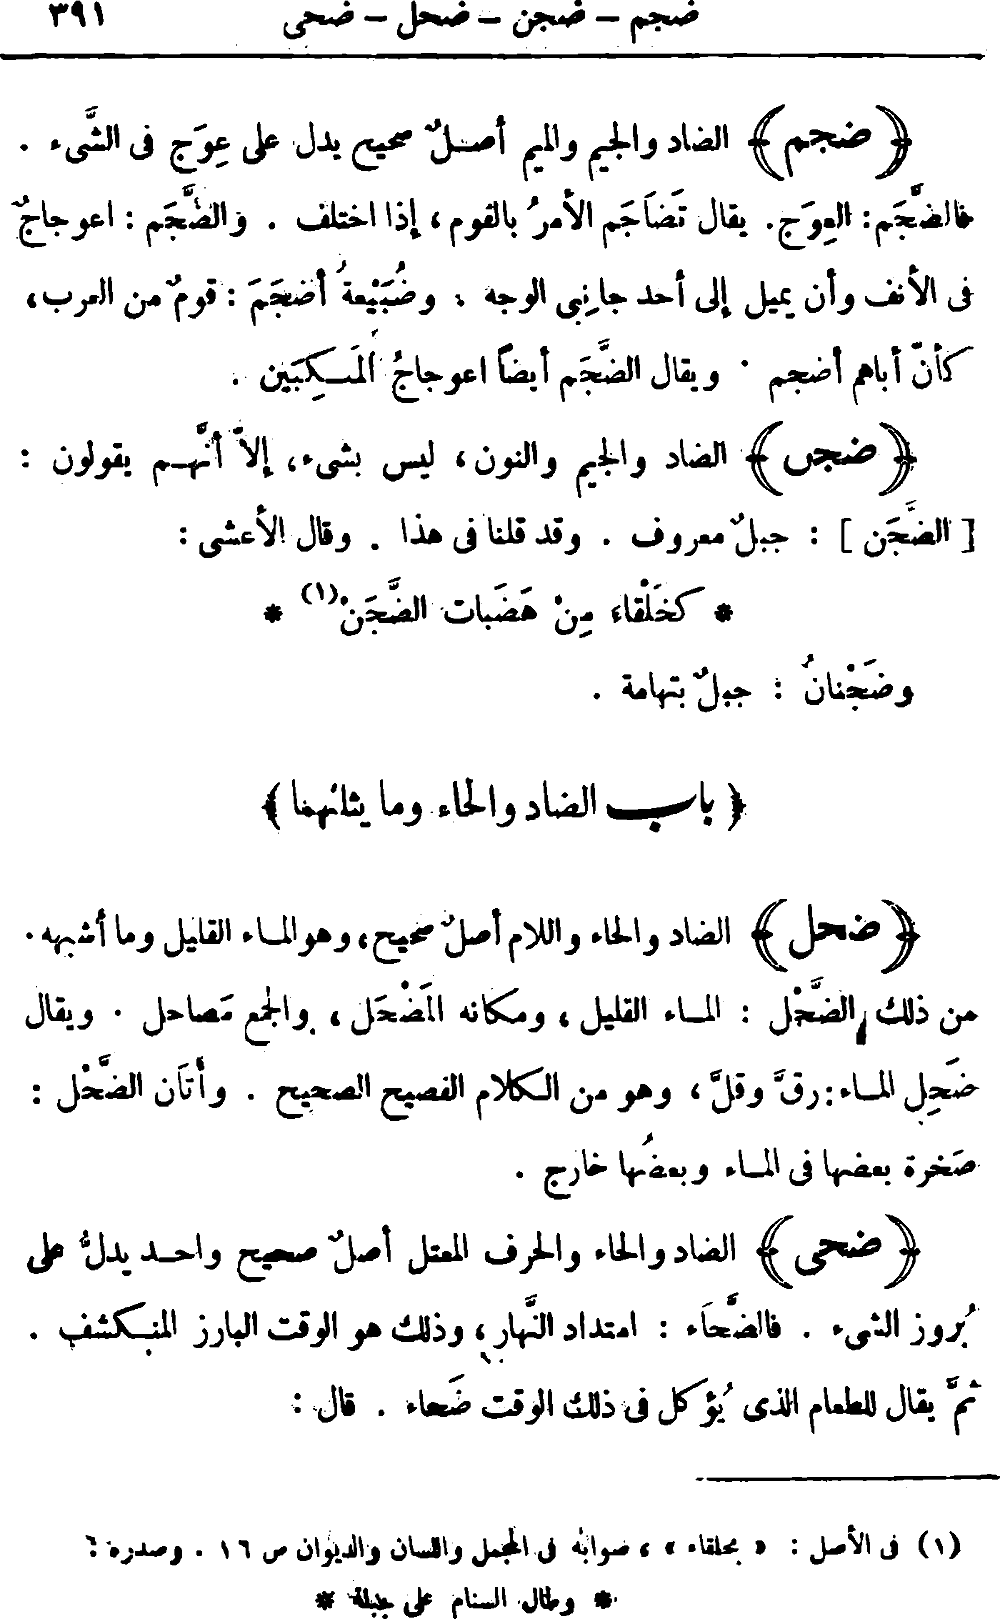 ضجم – ضجن – ضحل – ضحى ٣٩١
﴿ ضجم ﴾ الضاد والجيم والميم أصلٌ صحيح يدل على عِوَج فى الشَّىء .
فالضَّجَم: العِوَج. يقال تَضَاجَم الأمرُ بالقوم، إذا اختلف . والضَّجَم : اعوجاجٌ
فى الأنف وأن يميل إلى أحد جانِبى الوجه . وضُبَيْعةُ أضجَمَ : قومٌ من العرب،
كأنّ أباهم أضجم . ويقال الضَّجَم أيضاً اعوجاجُ المَنكِبَين .
﴿ ضجن ﴾ الضاد والجيم والنون، ليس بشىء، إلاّ أنَّهم يقولون :
[ الضَّجَن ] : جبلٌ معروف . وقد قلنا فى هذا . وقال الأعشى :
* كخَلْقاءَ مِنْ هَضَبات الضَّجَنْ(١) *
وضَجْنانُ : جبلٌ بتهامة .
﴿ باب الضاد والحاء وما يثلثهما ﴾
﴿ ضحل ﴾ الضاد والحاء واللام أصلٌ صحيح، وهو الماء القليل وما أشبهه.
من ذلك الضَّحْل : الماء القليل، ومكانه المَضْحَل، والجمع مَضاحل . ويقال
ضَحِل الماء: رقَّ وقلَّ، وهو من الكلام الفصيح الصحيح . وأَتَان الضَّحْل :
صَخرة بعضها فى الماء وبعضُها خارج .
﴿ ضحى ﴾ الضاد والحاء والحرف المعتل أصلٌ صحيح واحد يدلُّ على
بُروز الشىء . فالضَّحَاء : امتداد النَّهار، وذلك هو الوقت البارز المنكشف .
ثمَّ يقال للطعام الذى يُؤكل فى ذلك الوقت ضَحاء . قال :
(١) فى الأصل : « بخلقاء »، صوابه فى المجمل واللسان والديوان ص ١٦ . وصدره :
* وطال السنام على جبلة *